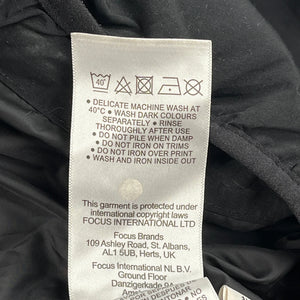 40°
• DELICATE MACHINE WASH AT
40°C • WASH DARK COLOURS
SEPARATELY • RINSE
THOROUGHLY AFTER USE
• DO NOT PILE WHEN DAMP
• DO NOT IRON ON TRIMS
• DO NOT IRON ON PRINT
• WASH AND IRON INSIDE OUT
This garment is protected under
international copyright laws
FOCUS INTERNATIONAL LTD
Focus Brands
109 Ashley Road, St. Albans,
AL1 5UB, Herts, UK
Focus International NL B.V.
Ground Floor
Danzigerkade